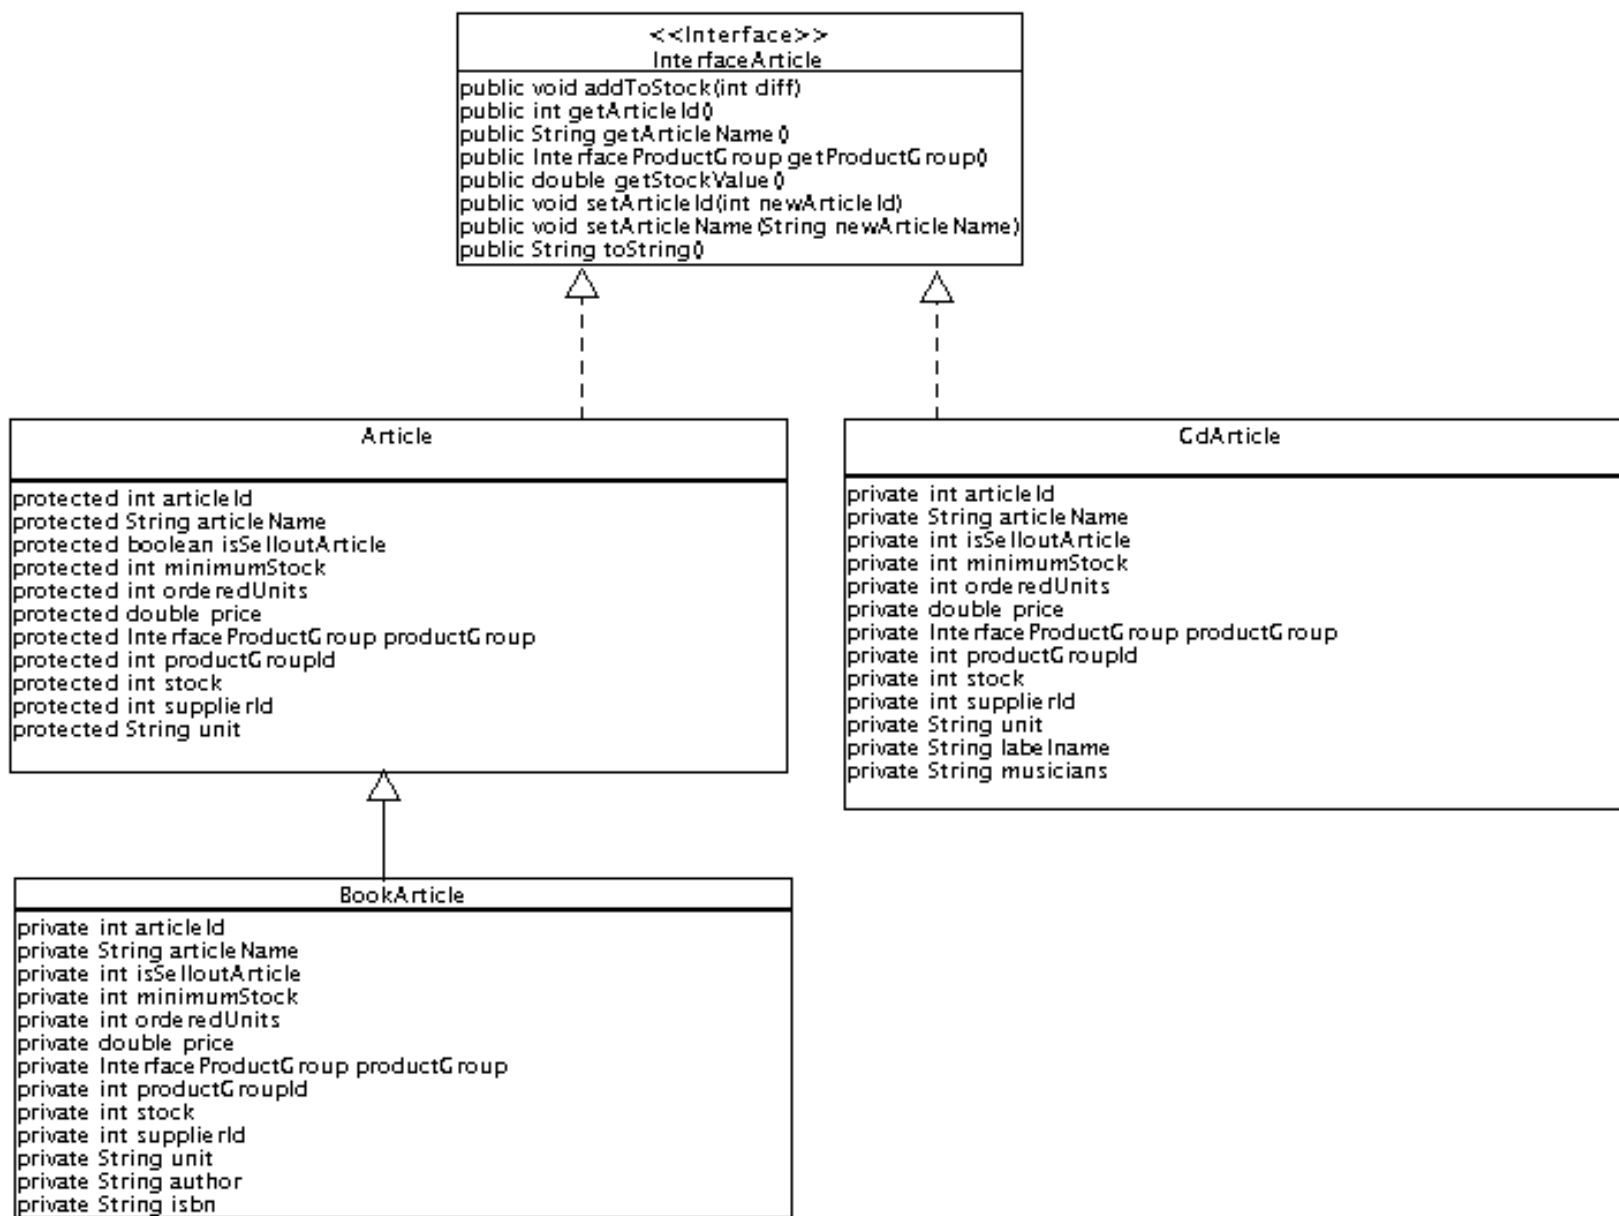 <<Interface>>
InterfaceArticle
public void addToStock(int diff)
public int getArticleId()
public String getArticleName()
public InterfaceProductGroup getProductGroup()
public double getStockValue()
public void setArticleId(int newArticleId)
public void setArticleName(String newArticleName)
public String toString()
Article
protected int articleId
protected String articleName
protected boolean isSelloutArticle
protected int minimumStock
protected int orderedUnits
protected double price
protected InterfaceProductGroup productGroup
protected int productGroupId
protected int stock
protected int supplierId
protected String unit
CdArticle
private int articleId
private String articleName
private int isSelloutArticle
private int minimumStock
private int orderedUnits
private double price
private InterfaceProductGroup productGroup
private int productGroupId
private int stock
private int supplierId
private String unit
private String labelname
private String musicians
BookArticle
private int articleId
private String articleName
private int isSelloutArticle
private int minimumStock
private int orderedUnits
private double price
private InterfaceProductGroup productGroup
private int productGroupId
private int stock
private int supplierId
private String unit
private String author
private String isbn